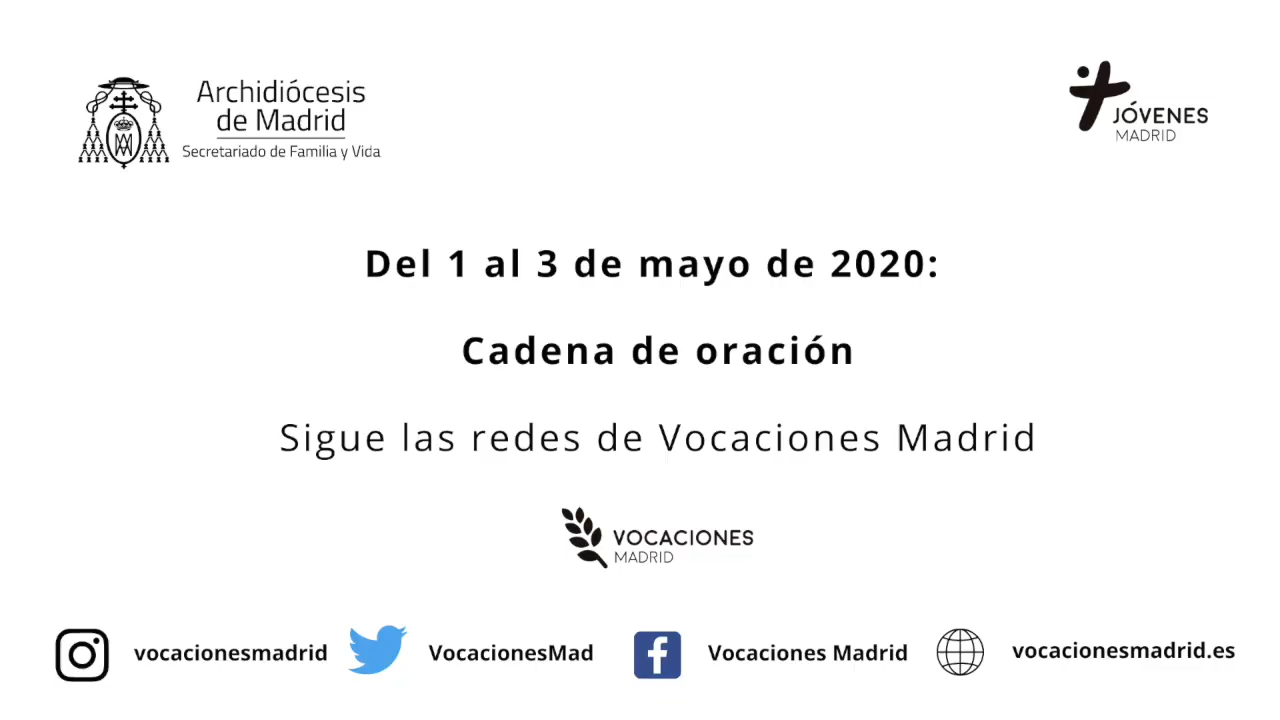 Archidiócesis
de Madrid
Secretariado de Familia y Vida
JÓVENES
MADRID
Del 1 al 3 de mayo de 2020:
Cadena de oración
Sigue las redes de Vocaciones Madrid
VOCACIONES
MADRID
vocacionesmadrid
VocacionesMad
Vocaciones Madrid
vocacionesmadrid.es